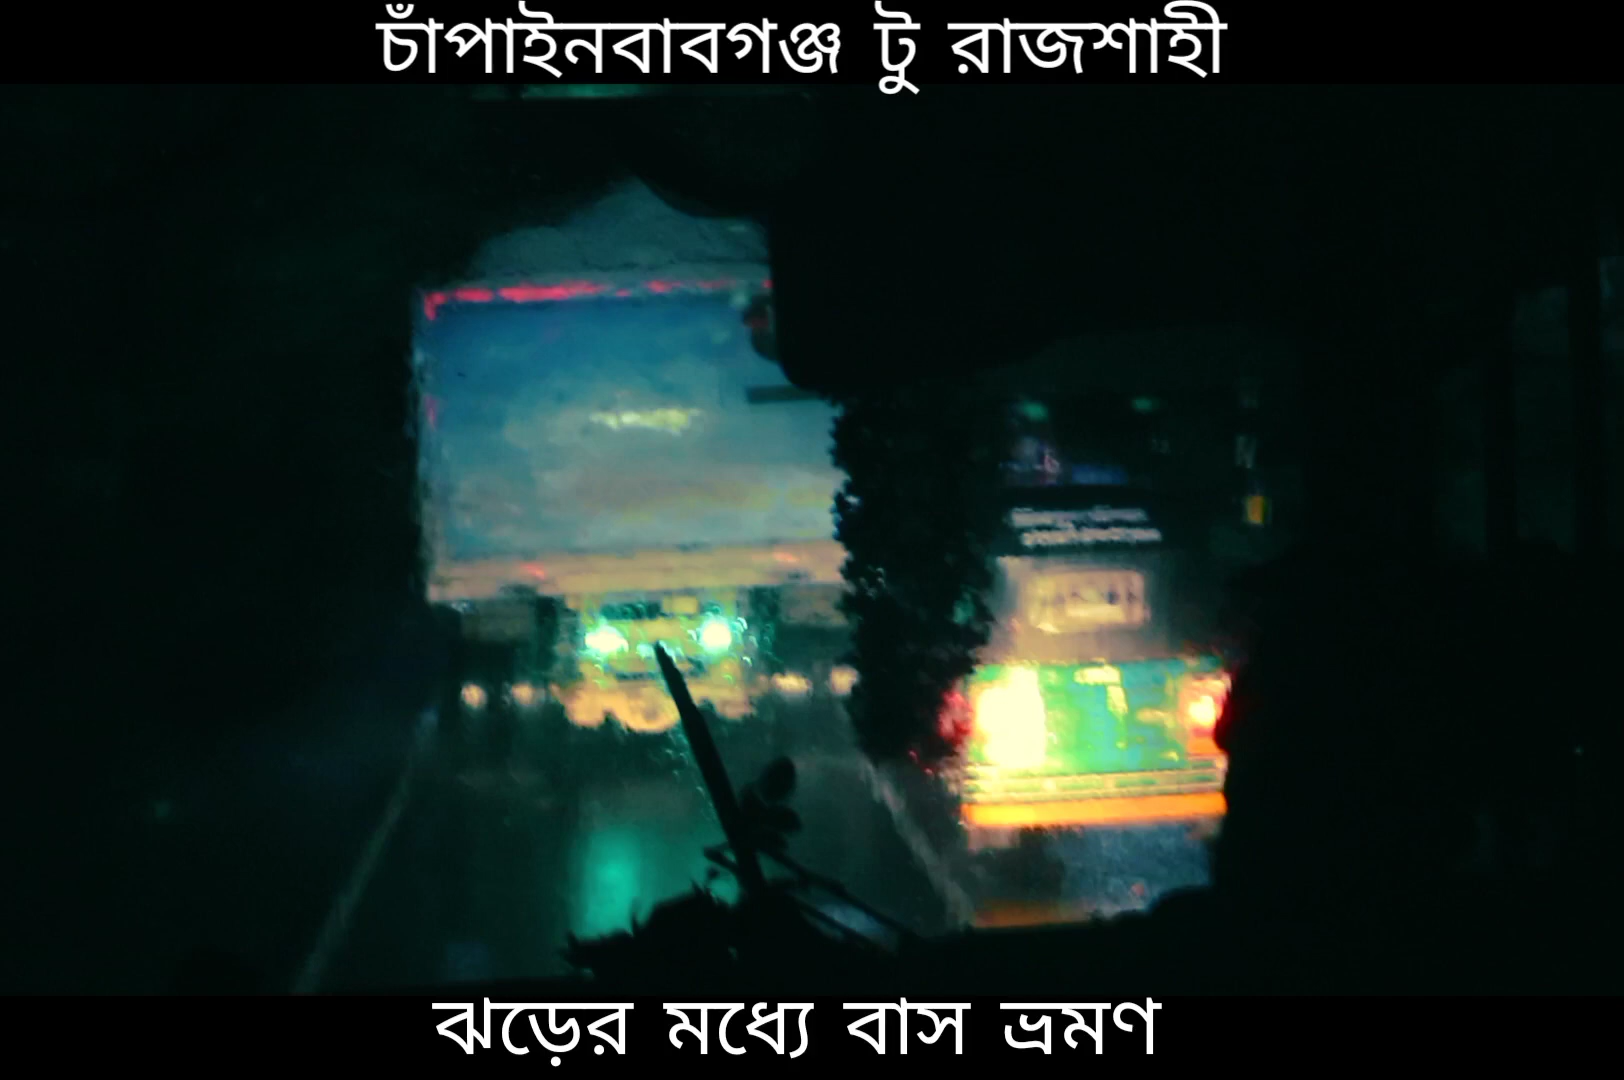 চাঁপাইনবাবগঞ্জ টু রাজশাহী
ঝড়ের মধ্যে বাস ভ্রমণ